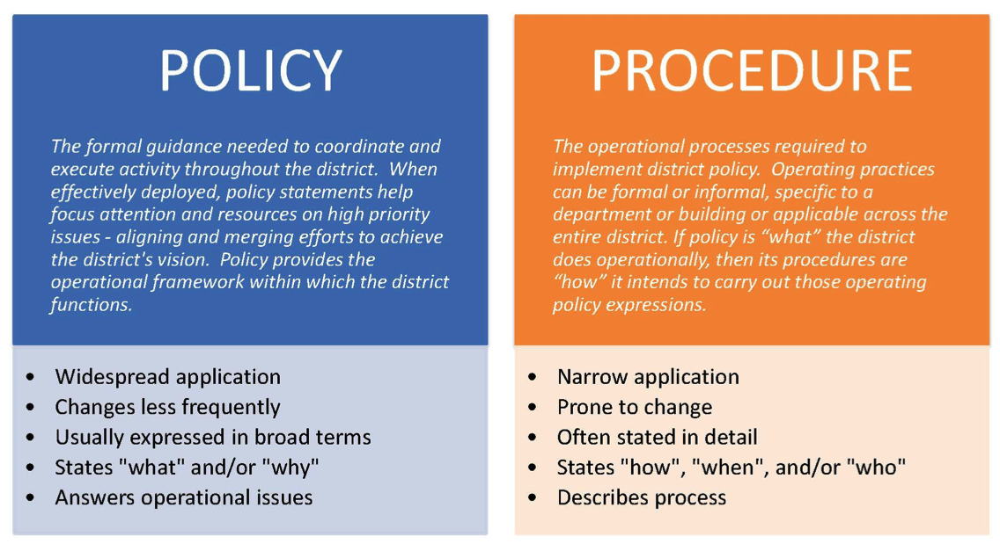 POLICY
The formal guidance needed to coordinate and
execute activity throughout the district.  When
effectively deployed, policy statements help
focus attention and resources on high priority
issues - aligning and merging efforts to achieve
the district's vision.  Policy provides the
operational framework within which the district
functions.
• Widespread application
• Changes less frequently
• Usually expressed in broad terms
• States "what" and/or "why"
• Answers operational issues
PROCEDURE
The operational processes required to
implement district policy.  Operating practices
can be formal or informal, specific to a
department or building or applicable across the
entire district. If policy is “what” the district
does operationally, then its procedures are
“how” it intends to carry out those operating
policy expressions.
• Narrow application
• Prone to change
• Often stated in detail
• States "how", "when", and/or "who"
• Describes process